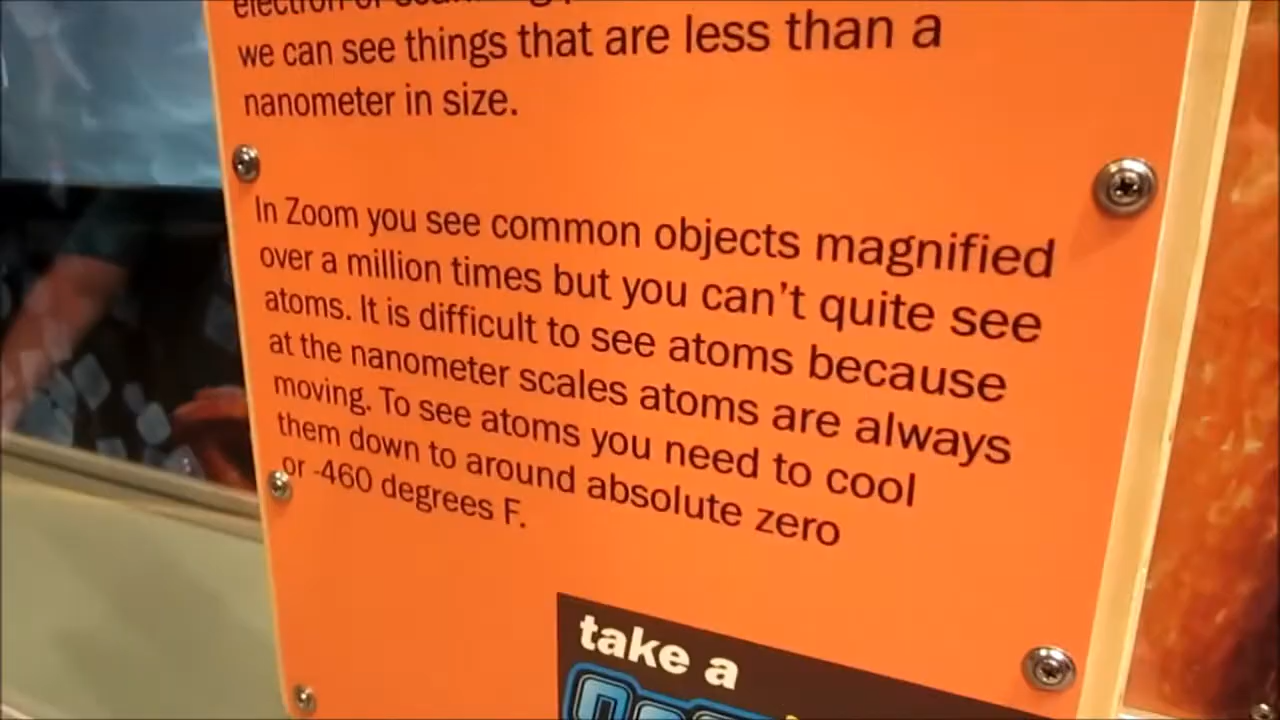 electron or
we can see things that are less than a
nanometer in size.
In Zoom you see common objects magnified
over a million times but you can't quite see
atoms. It is difficult to see atoms because
at the nanometer scales atoms are always
moving. To see atoms you need to cool
them down to around absolute zero
or -460 degrees F.
take a